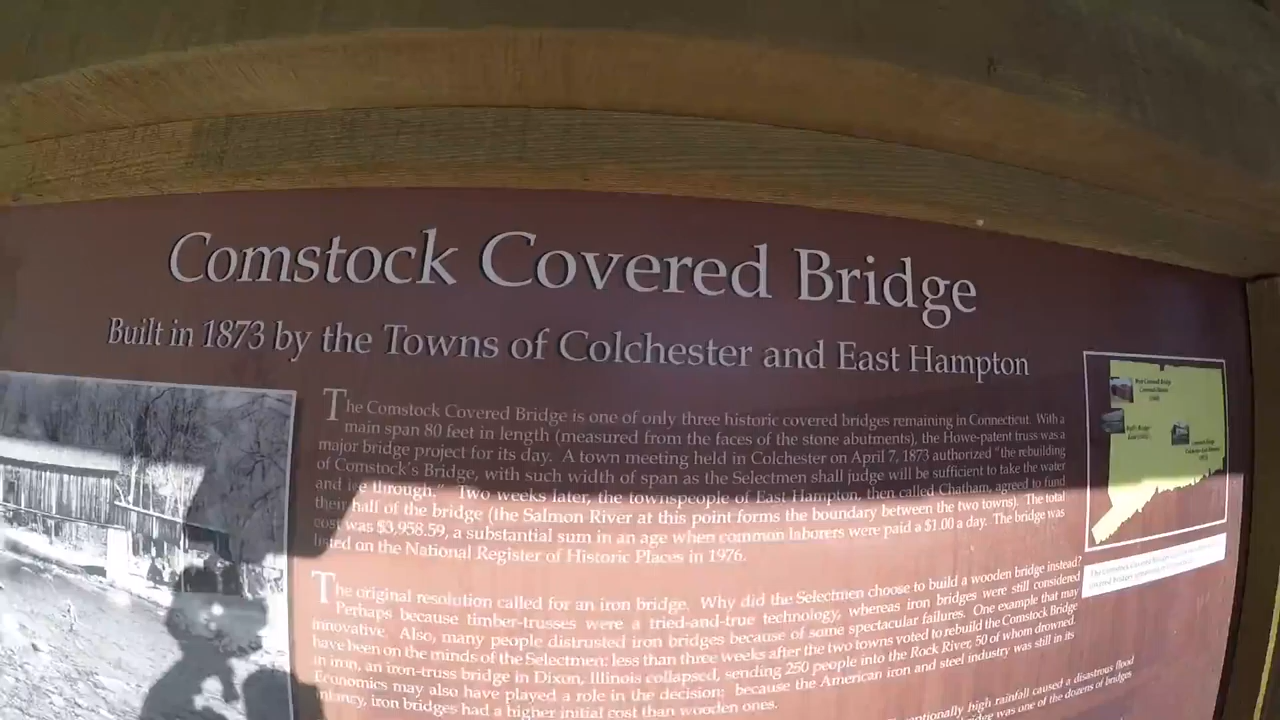 Comstock Covered Bridge
Built in 1873 by the Towns of Colchester and East Hampton
The Comstock Covered Bridge is one of only three historic covered bridges remaining in Connecticut. With a
main span 80 feet in length (measured from the faces of the stone abutments), the Howe-patent truss was a
major bridge project for its day. A town meeting held in Colchester on April 7, 1873 authorized "the rebuilding
of Comstock's Bridge, with such width of span as the Selectmen shall judge will be sufficient to take the water
and ice through." Two weeks later, the townspeople of East Hampton, then called Chatham, agreed to fund
their half of the bridge (the Salmon River at this point forms the boundary between the two towns). The total
cost was $3,958.59, a substantial sum in an age when common laborers were paid a $1.00 a day. The bridge was
listed on the National Register of Historic Places in 1976.
The original resolution called for an iron bridge. Why did the Selectmen choose to build a wooden bridge instead?
Perhaps because timber-trusses were a tried-and-true technology, whereas iron bridges were still considered
innovative. Also, many people distrusted iron bridges because of some spectacular failures. One example that may
have been on the minds of the Selectmen: less than three weeks after the two towns voted to rebuild the Comstock Bridge
in iron, an iron-truss bridge in Dixon, Illinois collapsed, sending 250 people into the Rock River, 50 of whom drowned.
Economics may also have played a role in the decision: because the American iron and steel industry was still in its
infancy, iron bridges had a higher initial cost than wooden ones.
high rainfall caused a disastrous flood
was one of the dozens of bridges